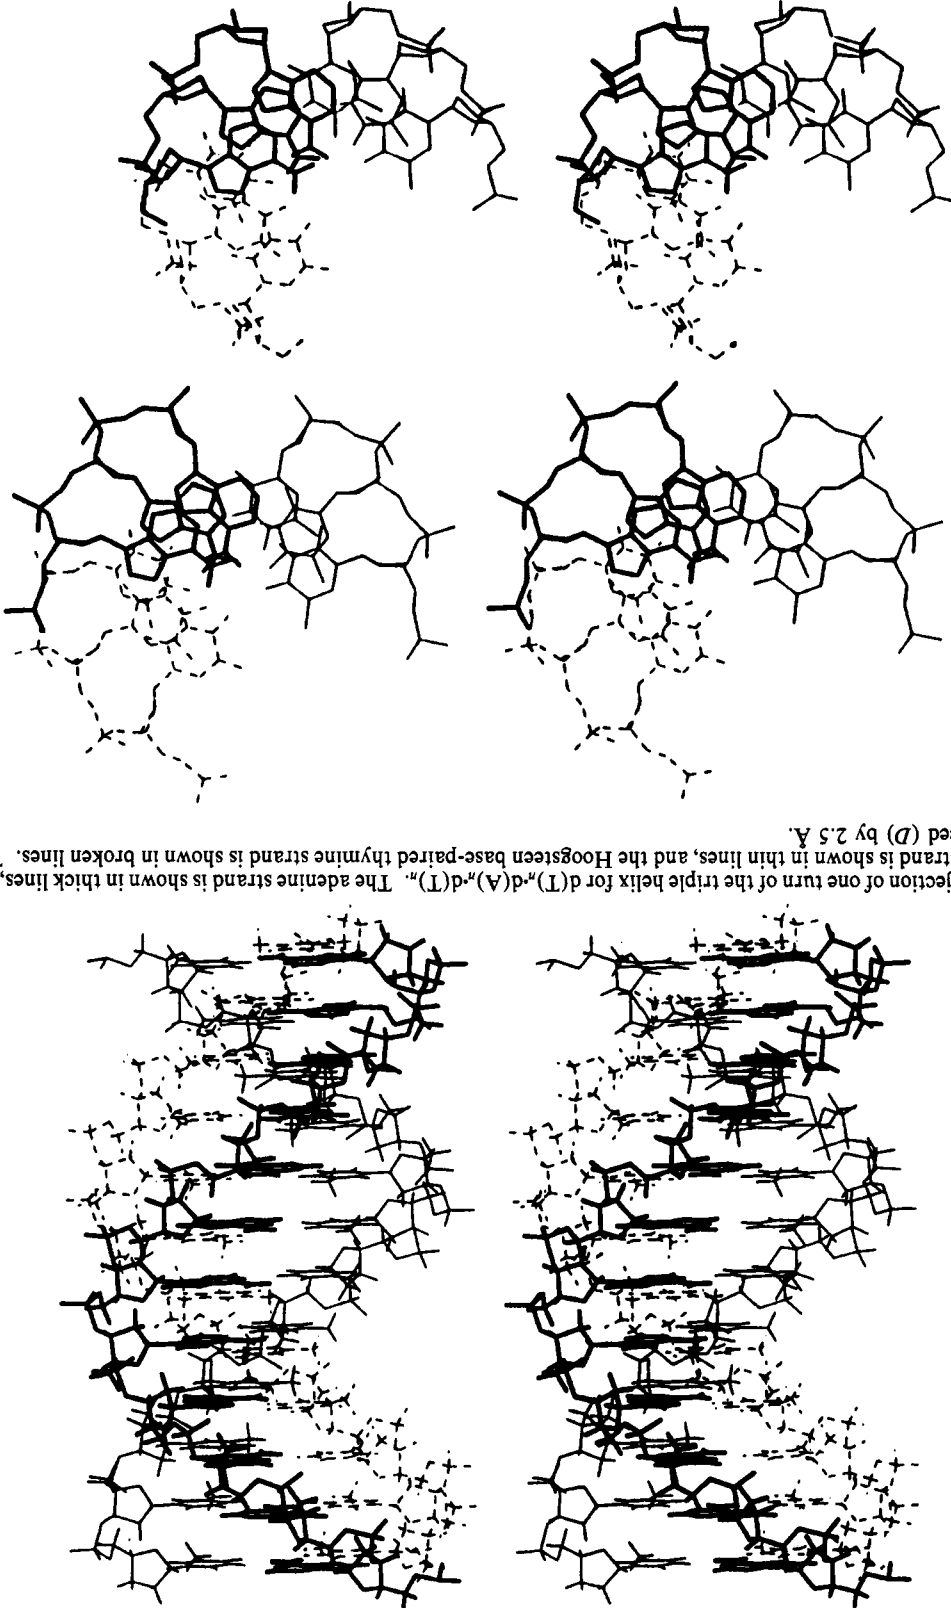 jection of one turn of the triple helix for d(T)n·d(A)n·d(T)n. The adenine strand is shown in thick lines,
trand is shown in thin lines, and the Hoogsteen base-paired thymine strand is shown in broken lines.
ced (D) by 2.5 Å.